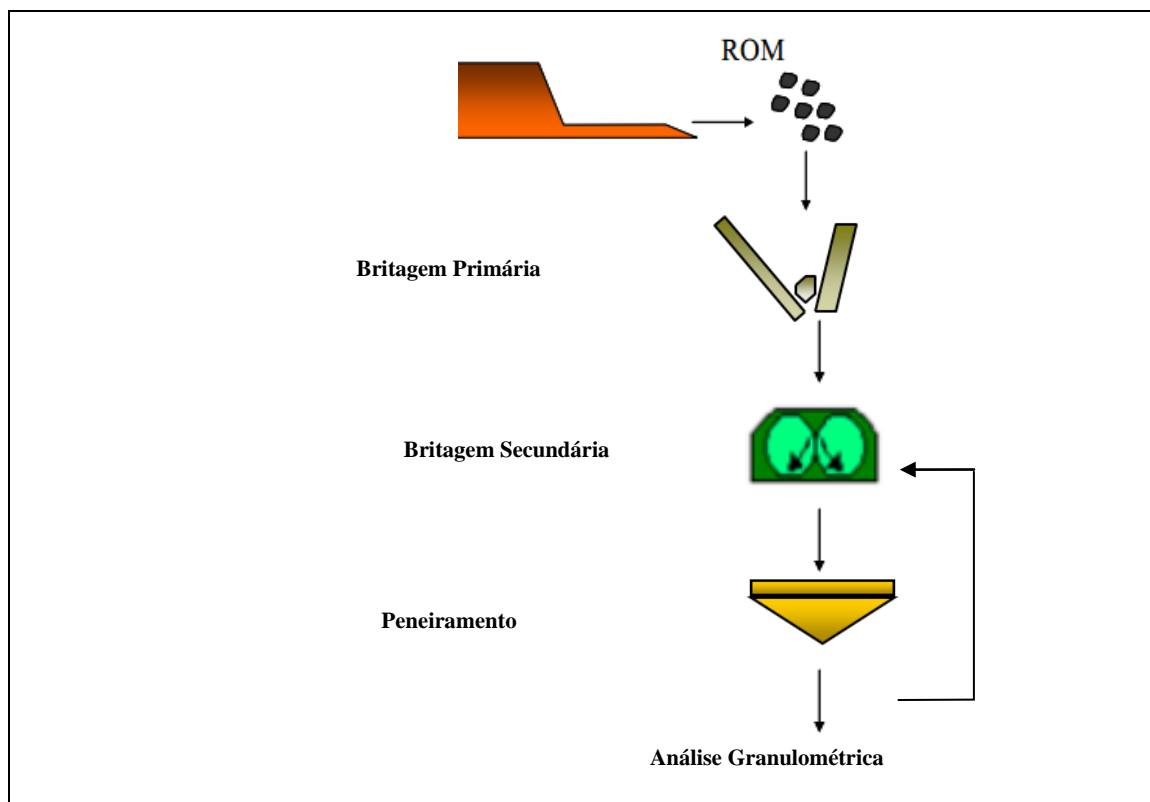 ROM
Britagem Primária
Britagem Secundária
Peneiramento
Análise Granulométrica